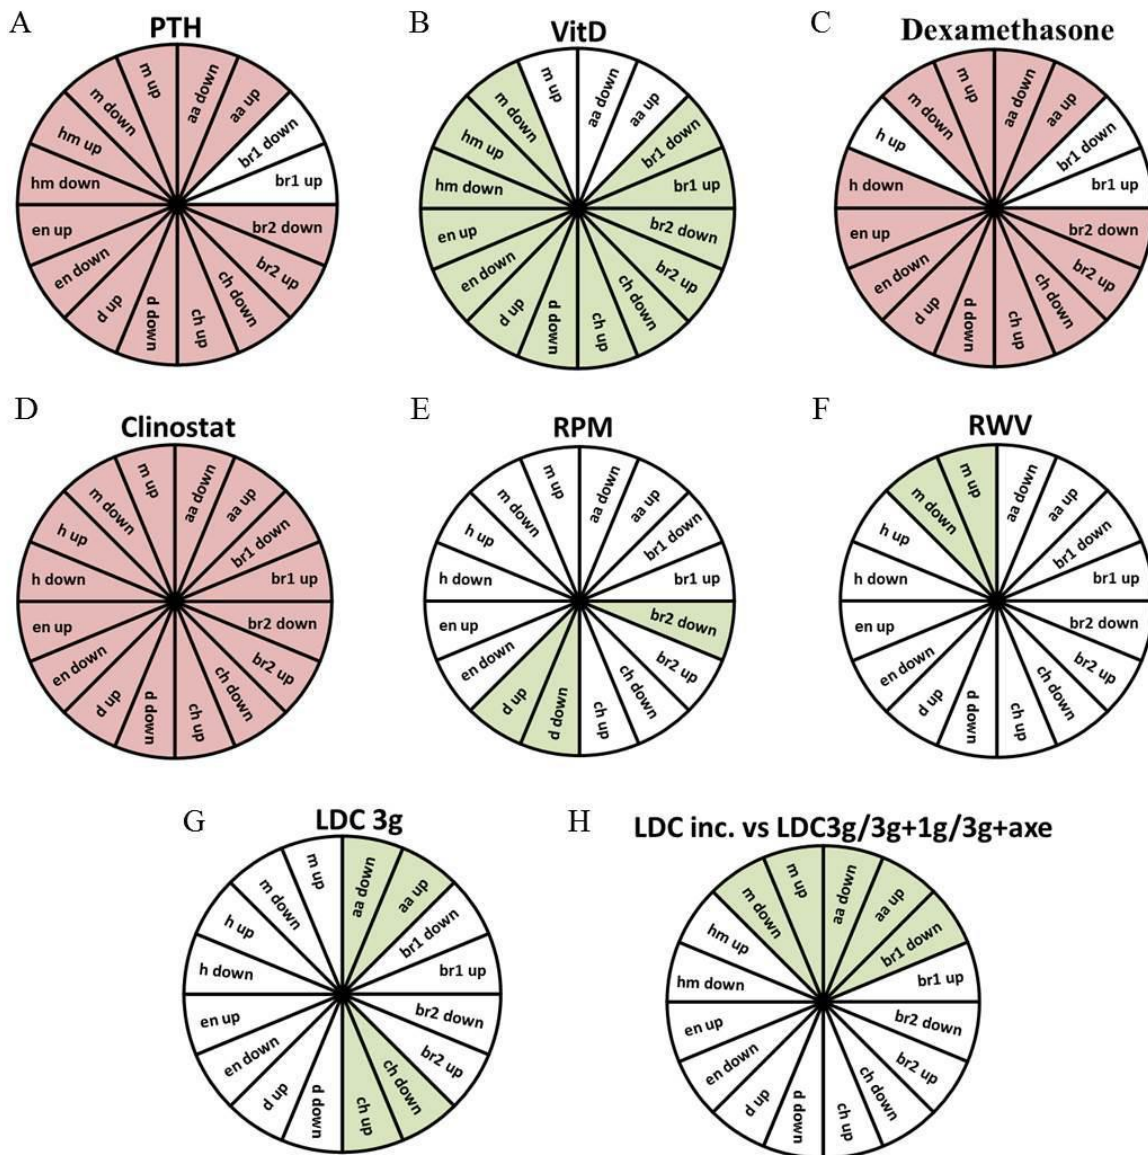 A PTH
m up
aa down
aa up
br1 down
br1 up
br2 down
br2 up
ch down
ch up
d down
d up
en down
en up
hm down
hm up
m down
B VitD
m up
aa down
aa up
br1 down
br1 up
br2 down
br2 up
ch down
ch up
d down
d up
en down
en up
hm down
hm up
m down
C Dexamethasone
m up
aa down
aa up
br1 down
br1 up
br2 down
br2 up
ch down
ch up
d down
d up
en down
en up
h down
h up
m down
D Clinostat
m up
aa down
aa up
br1 down
br1 up
br2 down
br2 up
ch down
ch up
d down
d up
en down
en up
h down
h up
m down
E RPM
m up
aa down
aa up
br1 down
br1 up
br2 down
br2 up
ch down
ch up
d down
d up
en down
en up
h down
h up
m down
F RWV
m up
aa down
aa up
br1 down
br1 up
br2 down
br2 up
ch down
ch up
d down
d up
en down
en up
h down
h up
m down
G LDC 3g
m up
aa down
aa up
br1 down
br1 up
br2 down
br2 up
ch down
ch up
d down
d up
en down
en up
h down
h up
m down
H LDC inc. vs LDC3g/3g+1g/3g+axe
m up
aa down
aa up
br1 down
br1 up
br2 down
br2 up
ch down
ch up
d down
d up
en down
en up
hm down
hm up
m down